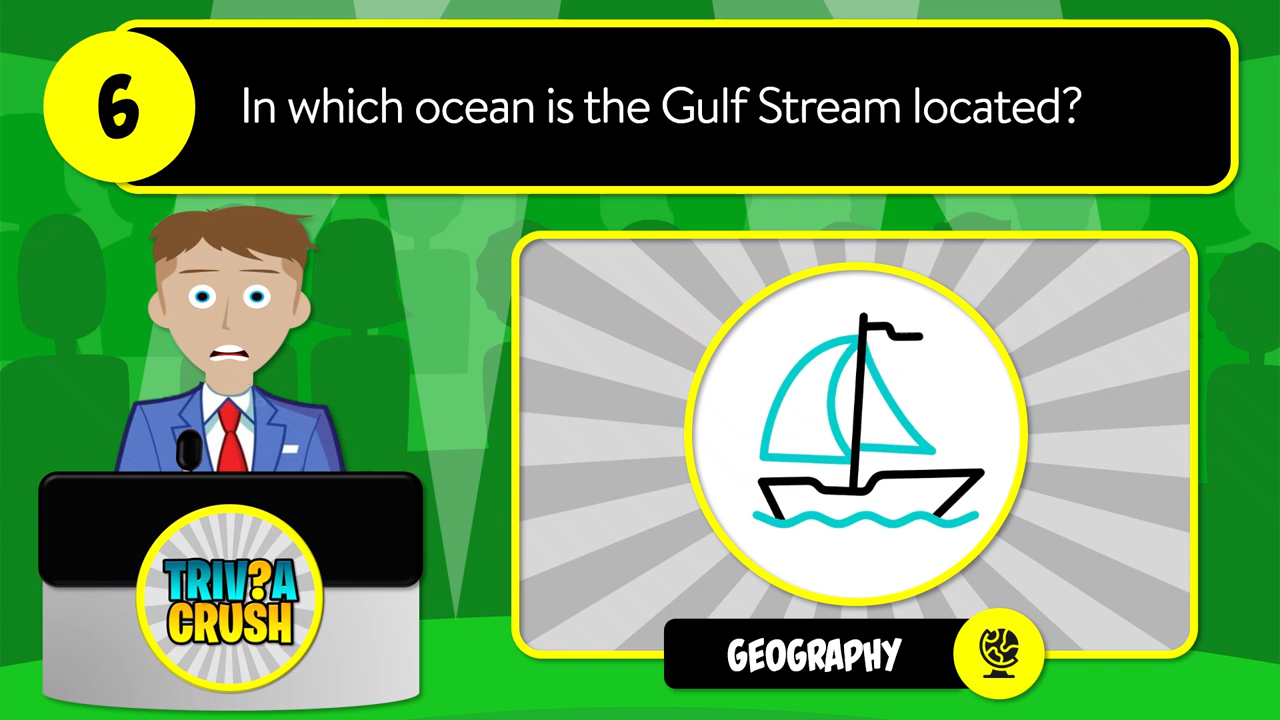 6
In which ocean is the Gulf Stream located?
TRIV?A
CRUSH
GEOGRAPHY